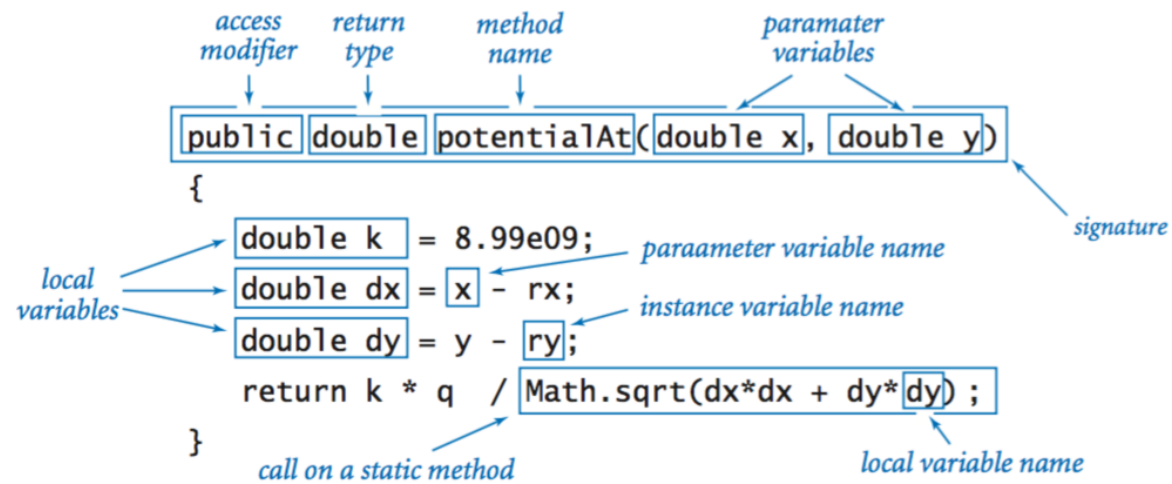 access modifier
return type
method name
paramater variables
public double potentialAt(double x, double y)
signature
{
double k = 8.99e09;
paraameter variable name
local variables
double dx = x - rx;
instance variable name
double dy = y - ry;
return k * q / Math.sqrt(dx*dx + dy*dy) ;
}
call on a static method
local variable name